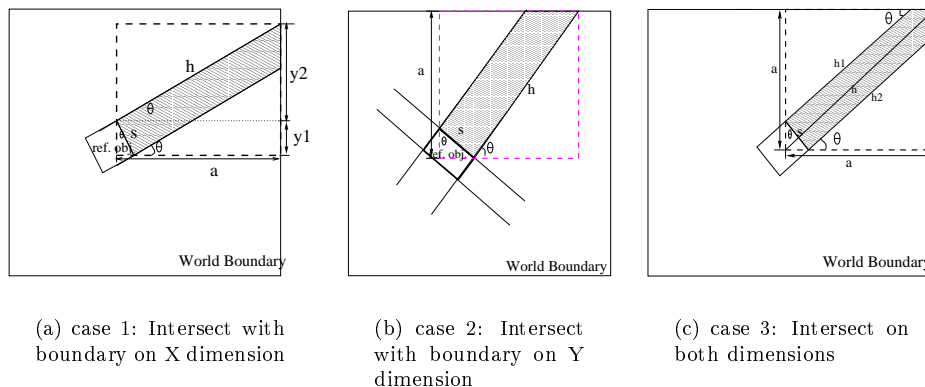 h
y2
θ
θ s
y1
ref. obj.
θ
a
World Boundary
a
h
s
θ
θ
ref. obj.
World Boundary
θ
a
h1
h
h2
θ s
θ
a
World Boundary
(a) case 1: Intersect with
boundary on X dimension
(b) case 2: Intersect
with boundary on Y
dimension
(c) case 3: Intersect on
both dimensions